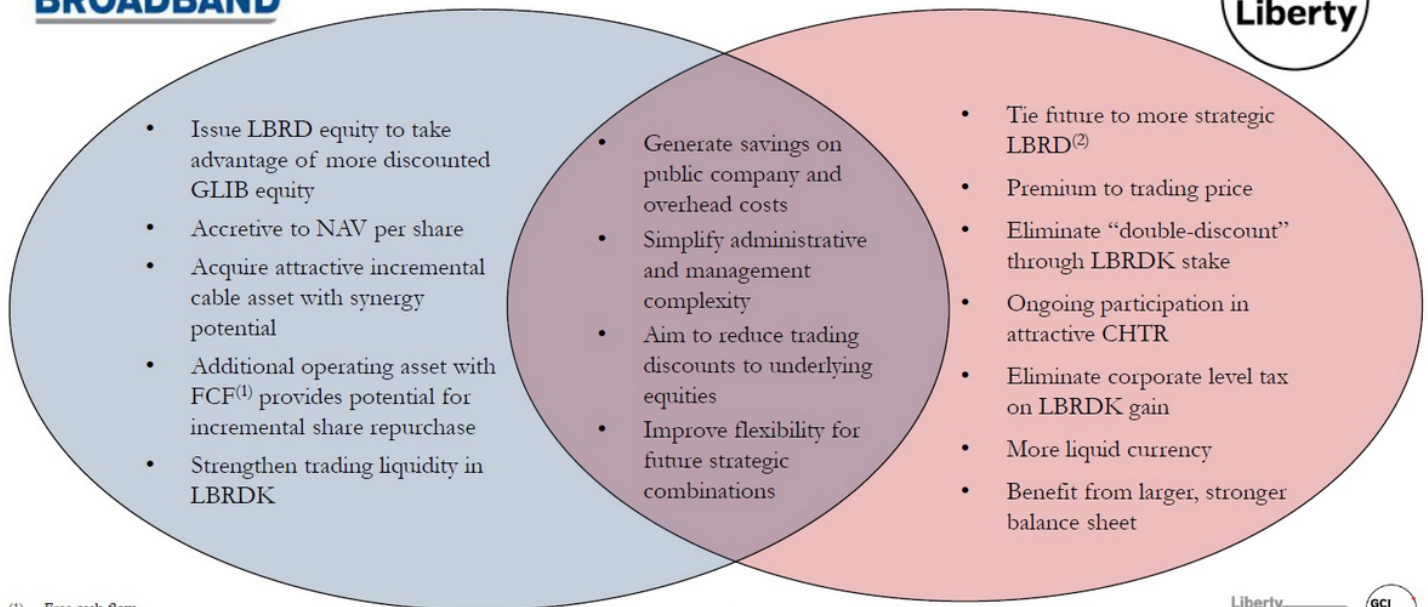 BROADBAND
Liberty
• Issue LBRD equity to take
advantage of more discounted
GLIB equity
• Accretive to NAV per share
• Acquire attractive incremental
cable asset with synergy
potential
• Additional operating asset with
FCF(1) provides potential for
incremental share repurchase
• Strengthen trading liquidity in
LBRDK
• Generate savings on
public company and
overhead costs
• Simplify administrative
and management
complexity
• Aim to reduce trading
discounts to underlying
equities
• Improve flexibility for
future strategic
combinations
• Tie future to more strategic
LBRD(2)
• Premium to trading price
• Eliminate “double-discount”
through LBRDK stake
• Ongoing participation in
attractive CHTR
• Eliminate corporate level tax
on LBRDK gain
• More liquid currency
• Benefit from larger, stronger
balance sheet
(1) Free cash flow
Liberty
GCI